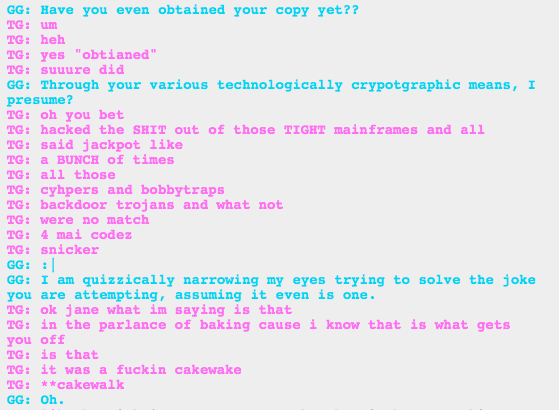 GG: Have you even obtained your copy yet??
TG: um
TG: heh
TG: yes "obtianed"
TG: suuure did
GG: Through your various technologically crypotgraphic means, I
presume?
TG: oh you bet
TG: hacked the SHIT out of those TIGHT mainframes and all
TG: said jackpot like
TG: a BUNCH of times
TG: all those
TG: cyhpers and bobbytraps
TG: backdoor trojans and what not
TG: were no match
TG: 4 mai codez
TG: snicker
GG: :|
GG: I am quizzically narrowing my eyes trying to solve the joke
you are attempting, assuming it even is one.
TG: ok jane what im saying is that
TG: in the parlance of baking cause i know that is what gets
you off
TG: is that
TG: it was a fuckin cakewake
TG: **cakewalk
GG: Oh.